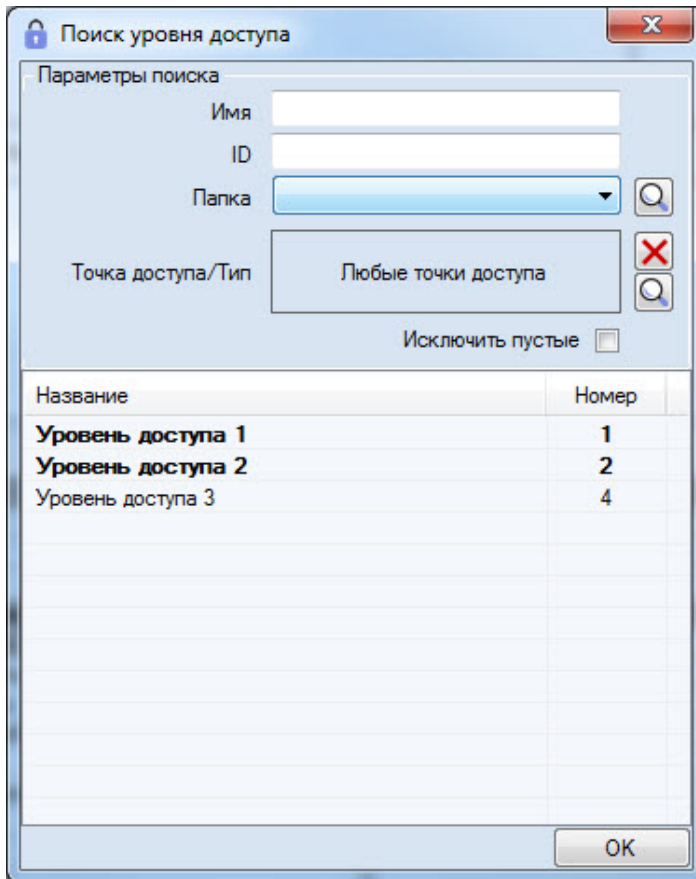 Поиск уровня доступа
Параметры поиска
Имя
ID
Папка
Точка доступа/Тип Любые точки доступа
Исключить пустые
Название Номер
Уровень доступа 1 1
Уровень доступа 2 2
Уровень доступа 3 4
OK